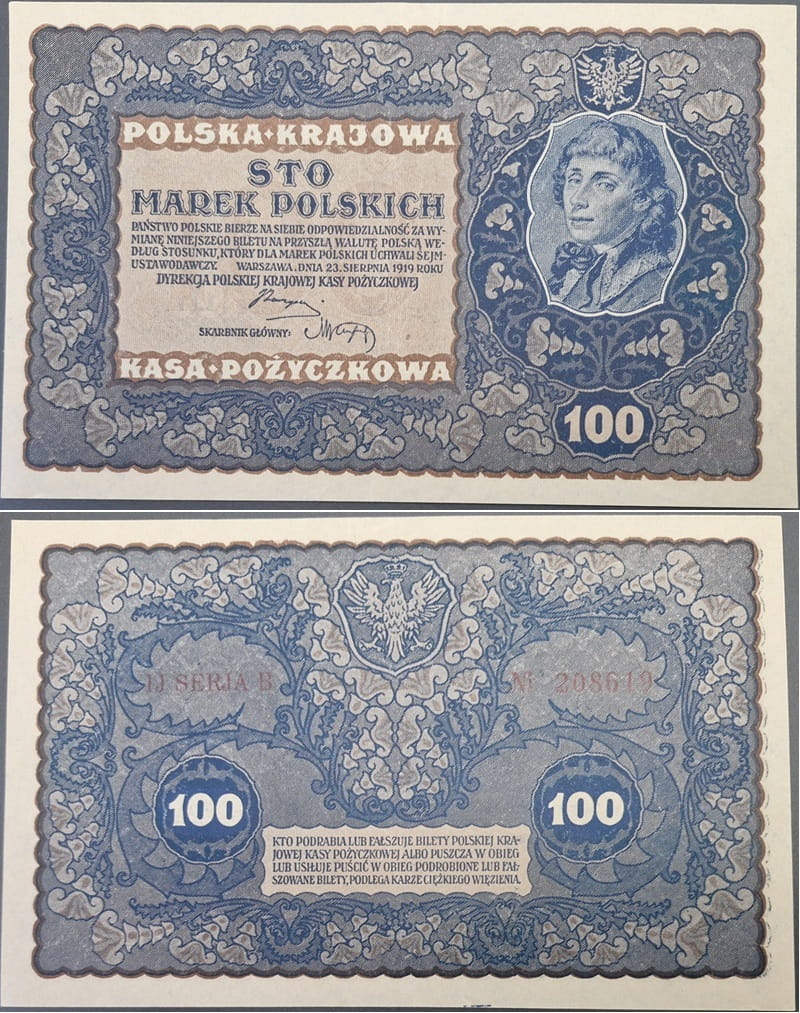 POLSKA·KRAJOWA
STO
MAREK POLSKICH
PAŃSTWO POLSKIE BIERZE NA SIEBIE ODPOWIEDZIALNOŚĆ ZA WY-
MIANĘ NINIEJSZEGO BILETU NA PRZYSZŁĄ WALUTĘ POLSKĄ WE-
DŁUG STOSUNKU, KTÓRY DLA MAREK POLSKICH UCHWALI SEJM-
USTAWODAWCZY. WARSZAWA, DNIA 23. SIERPNIA 1919 ROKU
DYREKCJA POLSKIEJ KRAJOWEJ KASY POŻYCZKOWEJ
SKARBNIK GŁÓWNY:
KASA·POŻYCZKOWA
100
IJ SERJA B
№ 208619
100
100
KTO PODRABIA LUB FAŁSZUJE BILETY POLSKIEJ KRA-
JOWEJ KASY POŻYCZKOWEJ ALBO PUSZCZA W OBIEG
LUB USIŁUJE PUŚCIĆ W OBIEG PODROBIONE LUB FAŁ-
SZOWANE BILETY, PODLEGA KARZE CIĘŻKIEGO WIĘZIENIA.